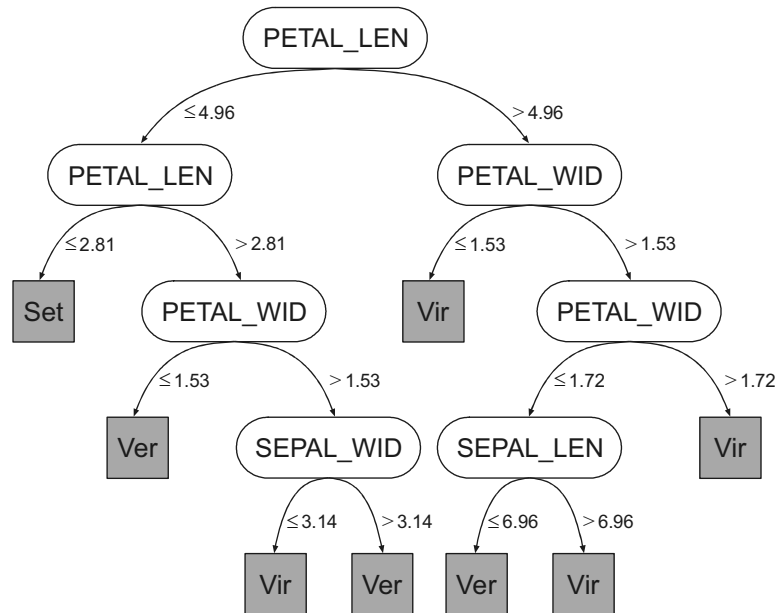 PETAL_LEN
≤4.96
>4.96
PETAL_LEN
PETAL_WID
≤2.81
>2.81
≤1.53
>1.53
Set
PETAL_WID
Vir
PETAL_WID
≤1.53
>1.53
≤1.72
>1.72
Ver
SEPAL_WID
SEPAL_LEN
Vir
≤3.14
>3.14
≤6.96
>6.96
Vir
Ver
Ver
Vir